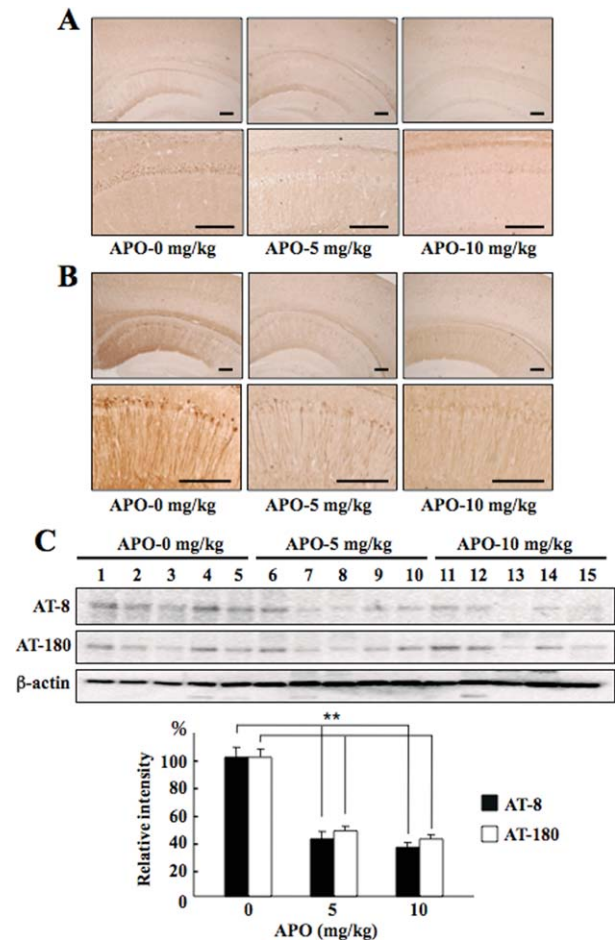 A
APO-0 mg/kg APO-5 mg/kg APO-10 mg/kg
B
APO-0 mg/kg APO-5 mg/kg APO-10 mg/kg
C
APO-0 mg/kg APO-5 mg/kg APO-10 mg/kg
1 2 3 4 5 6 7 8 9 10 11 12 13 14 15
AT-8
AT-180
β-actin
%
**
100
80
60
40
20
0
Relative intensity
AT-8
AT-180
0 5 10
APO (mg/kg)